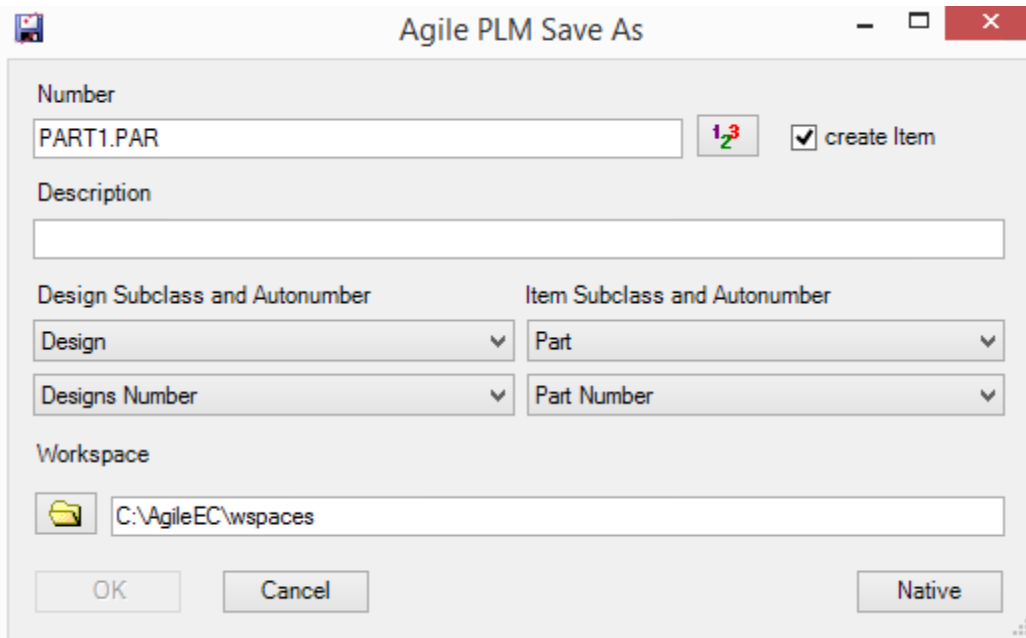 Agile PLM Save As
Number
PART1.PAR
123
create Item
Description
Design Subclass and Autonumber
Item Subclass and Autonumber
Design
Part
Designs Number
Part Number
Workspace
C:\AgileEC\wspaces
OK
Cancel
Native